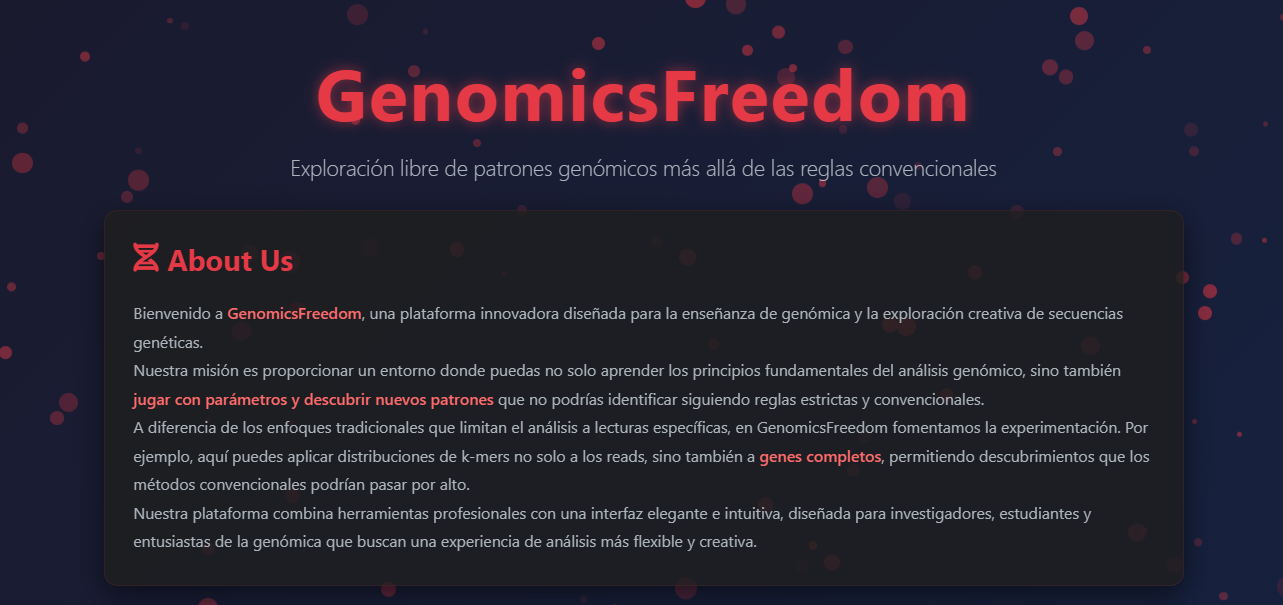 GenomicsFreedom
Exploración libre de patrones genómicos más allá de las reglas convencionales
About Us
Bienvenido a GenomicsFreedom, una plataforma innovadora diseñada para la enseñanza de genómica y la exploración creativa de secuencias
genéticas.
Nuestra misión es proporcionar un entorno donde puedas no solo aprender los principios fundamentales del análisis genómico, sino también
jugar con parámetros y descubrir nuevos patrones que no podrías identificar siguiendo reglas estrictas y convencionales.
A diferencia de los enfoques tradicionales que limitan el análisis a lecturas específicas, en GenomicsFreedom fomentamos la experimentación. Por
ejemplo, aquí puedes aplicar distribuciones de k-mers no solo a los reads, sino también a genes completos, permitiendo descubrimientos que los
métodos convencionales podrían pasar por alto.
Nuestra plataforma combina herramientas profesionales con una interfaz elegante e intuitiva, diseñada para investigadores, estudiantes y
entusiastas de la genómica que buscan una experiencia de análisis más flexible y creativa.